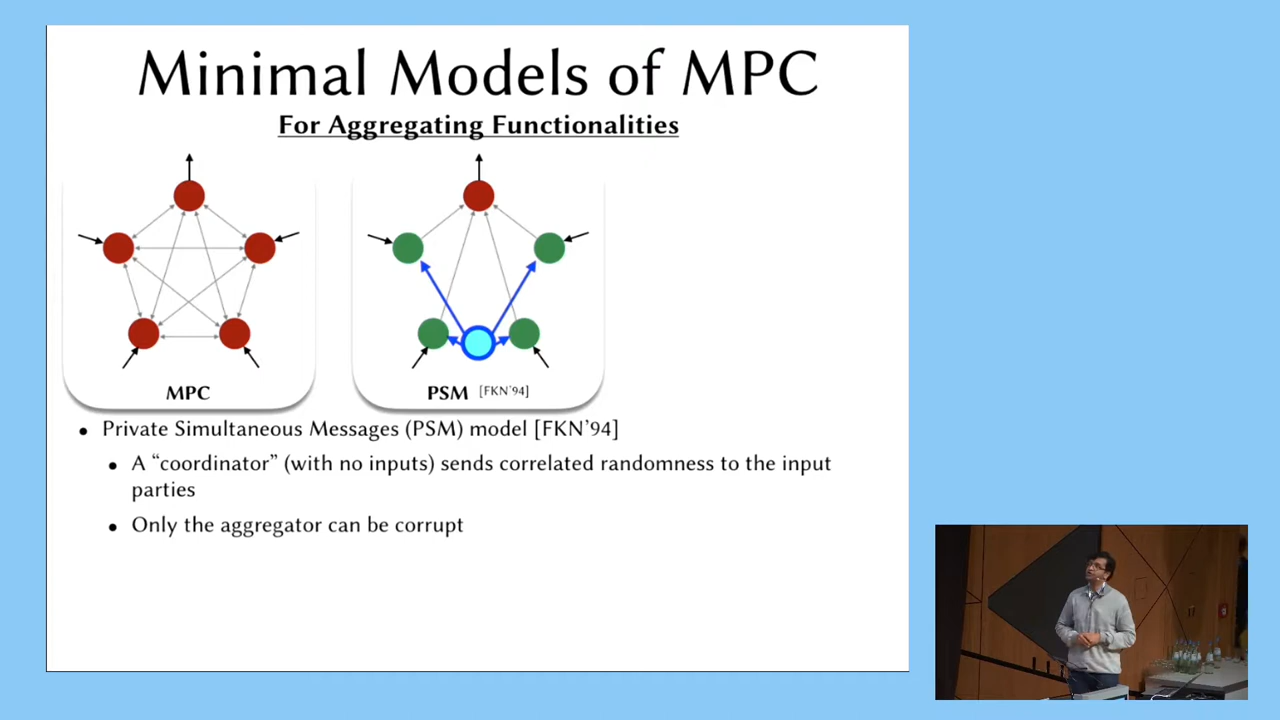 Minimal Models of MPC
For Aggregating Functionalities
MPC
PSM [FKN'94]
• Private Simultaneous Messages (PSM) model [FKN'94]
• A “coordinator” (with no inputs) sends correlated randomness to the input
parties
• Only the aggregator can be corrupt